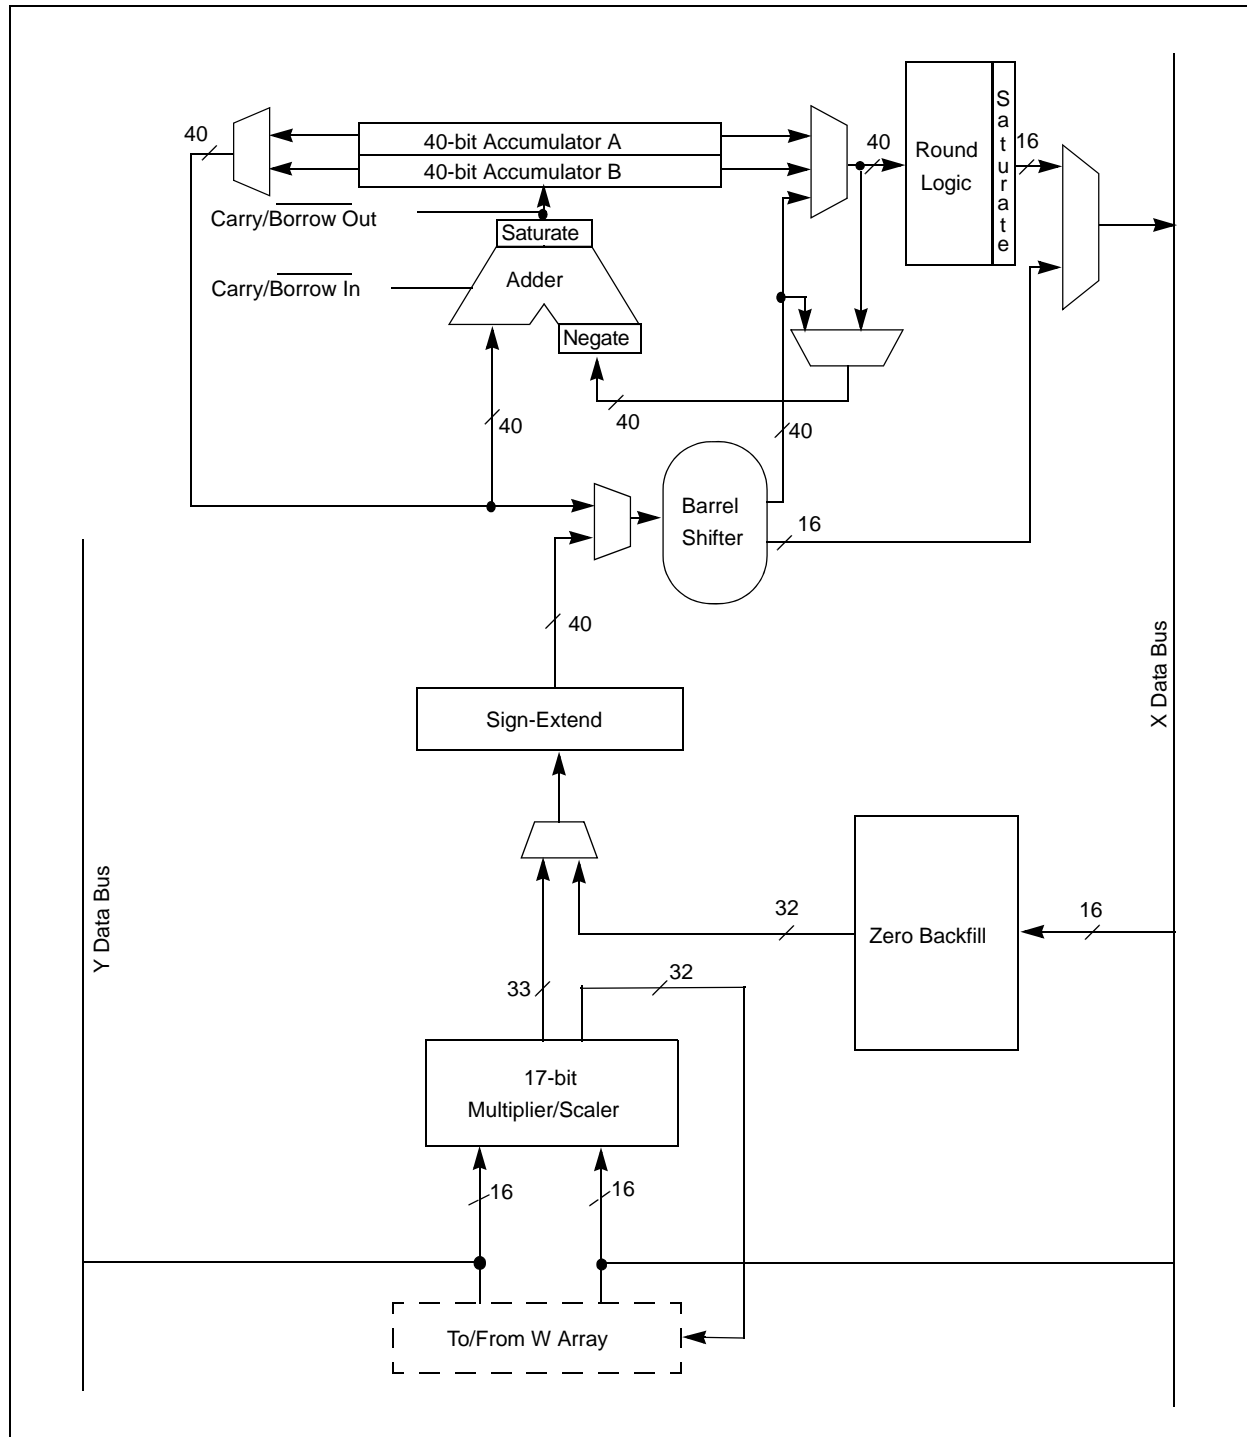 40
40-bit Accumulator A
40-bit Accumulator B
Carry/Borrow Out
Saturate
Carry/Borrow In
Adder
Negate
40
Round
Logic
Saturate
16
40
40
40
Barrel
Shifter
16
40
Sign-Extend
X Data Bus
Y Data Bus
32
Zero Backfill
16
33
32
17-bit
Multiplier/Scaler
16
16
To/From W Array